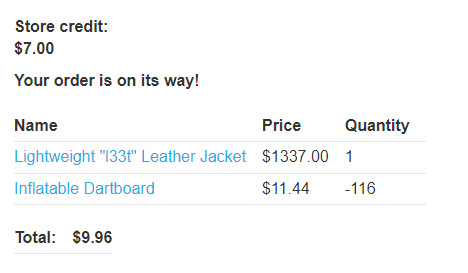 Store credit:
$7.00
Your order is on its way!
Name Price Quantity
Lightweight "l33t" Leather Jacket $1337.00 1
Inflatable Dartboard $11.44 -116
Total: $9.96